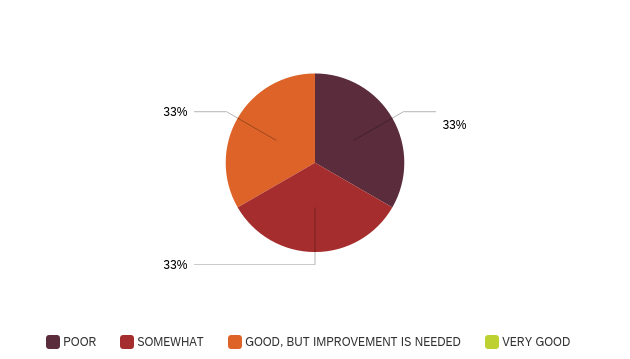 33%
33%
33%
POOR
SOMEWHAT
GOOD, BUT IMPROVEMENT IS NEEDED
VERY GOOD